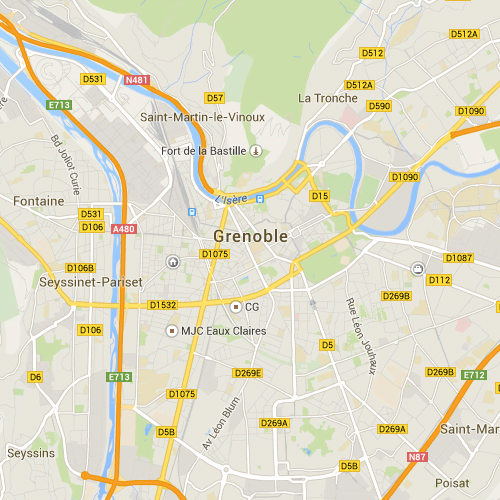 D512A
D512
D531
N481
D512A
D57
E713
D590
La Tronche
D1090
Saint-Martin-le-Vinoux
Bd Joliot Curie
Fort de la Bastille
D1090
L'Isère
D15
Fontaine
D531
D106
A480
Grenoble
D1075
D1087
D106B
D112
Seyssinet-Pariset
D269B
D1532
CG
Rue Léon Jouhaux
D106
MJC Eaux Claires
D5
D6
E713
D269E
D269B
E712
D1075
Av Léon Blum
D269A
D269A
Saint-Mar
D5B
Seyssins
N87
D5B
Poisat